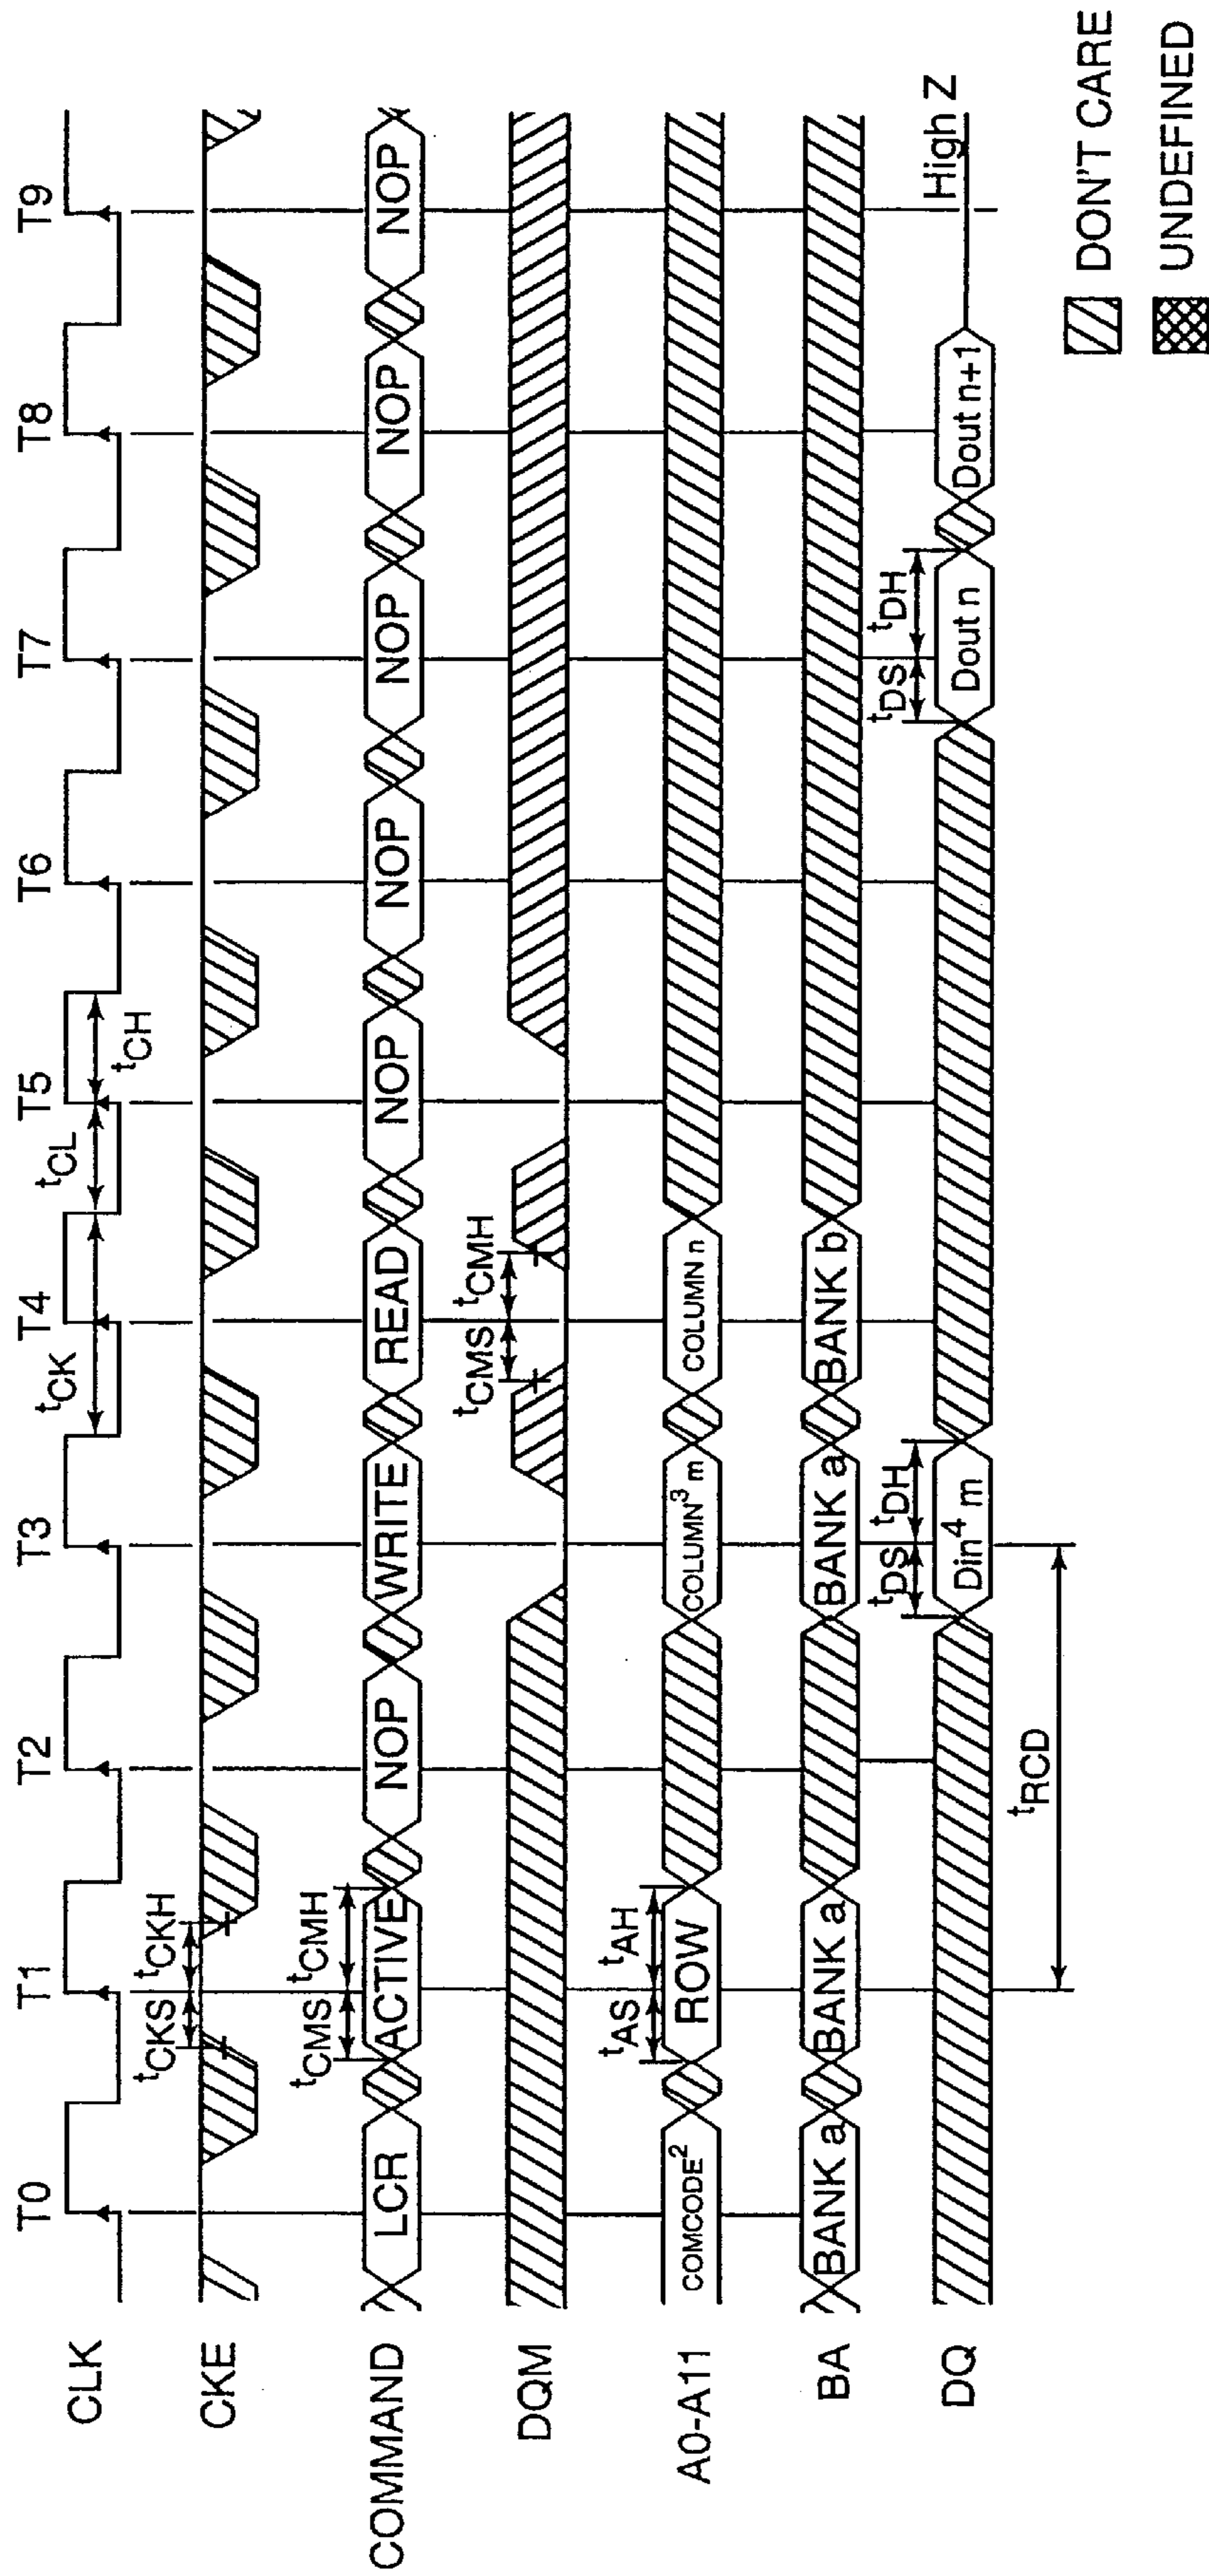 T0 T1 T2 T3 T4 T5 T6 T7 T8 T9
CLK
tCK tCL tCH
CKE
tCKS tCKH
tCMS tCMH
COMMAND LCR ACTIVE NOP WRITE READ NOP NOP NOP NOP NOP
tCMS tCMH
DQM
tAS tAH
A0-A11 COMCODE2 ROW COLUMN3 m COLUMN n
BA BANK a BANK a BANK a BANK b
tDS tDH tDS tDH
DQ Din4 m Dout n Dout n+1 High Z
tRCD
DON'T CARE
UNDEFINED